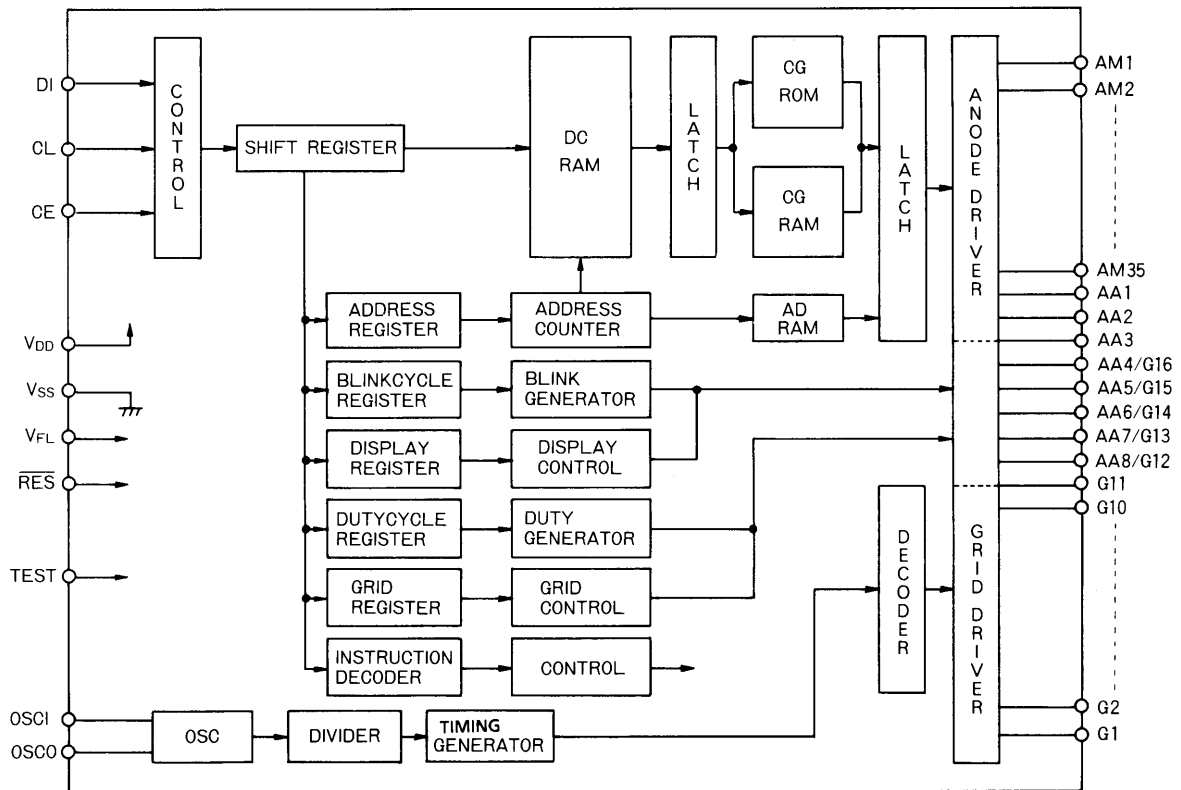 DI
CL
CE
VDD
VSS
VFL
RES
TEST
OSCI
OSCO
CONTROL
SHIFT REGISTER
DC
RAM
LATCH
CG
ROM
CG
RAM
LATCH
ANODE DRIVER
ADDRESS
REGISTER
ADDRESS
COUNTER
AD
RAM
BLINKCYCLE
REGISTER
BLINK
GENERATOR
DISPLAY
REGISTER
DISPLAY
CONTROL
DUTYCYCLE
REGISTER
DUTY
GENERATOR
GRID
REGISTER
GRID
CONTROL
INSTRUCTION
DECODER
CONTROL
DECODER
GRID DRIVER
OSC
DIVIDER
TIMING
GENERATOR
AM1
AM2
AM35
AA1
AA2
AA3
AA4/G16
AA5/G15
AA6/G14
AA7/G13
AA8/G12
G11
G10
G2
G1